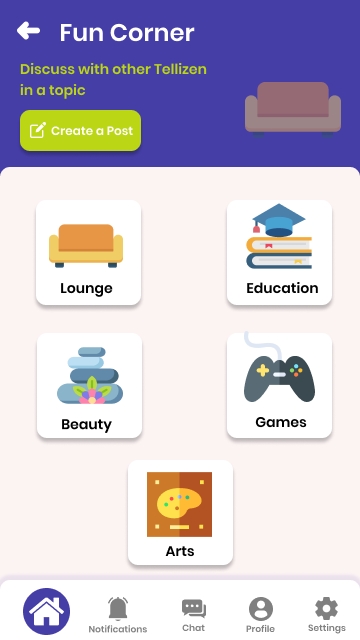 Fun Corner
Discuss with other Tellizen
in a topic
Create a Post
Lounge
Education
Beauty
Games
Arts
Notifications
Chat
Profile
Settings